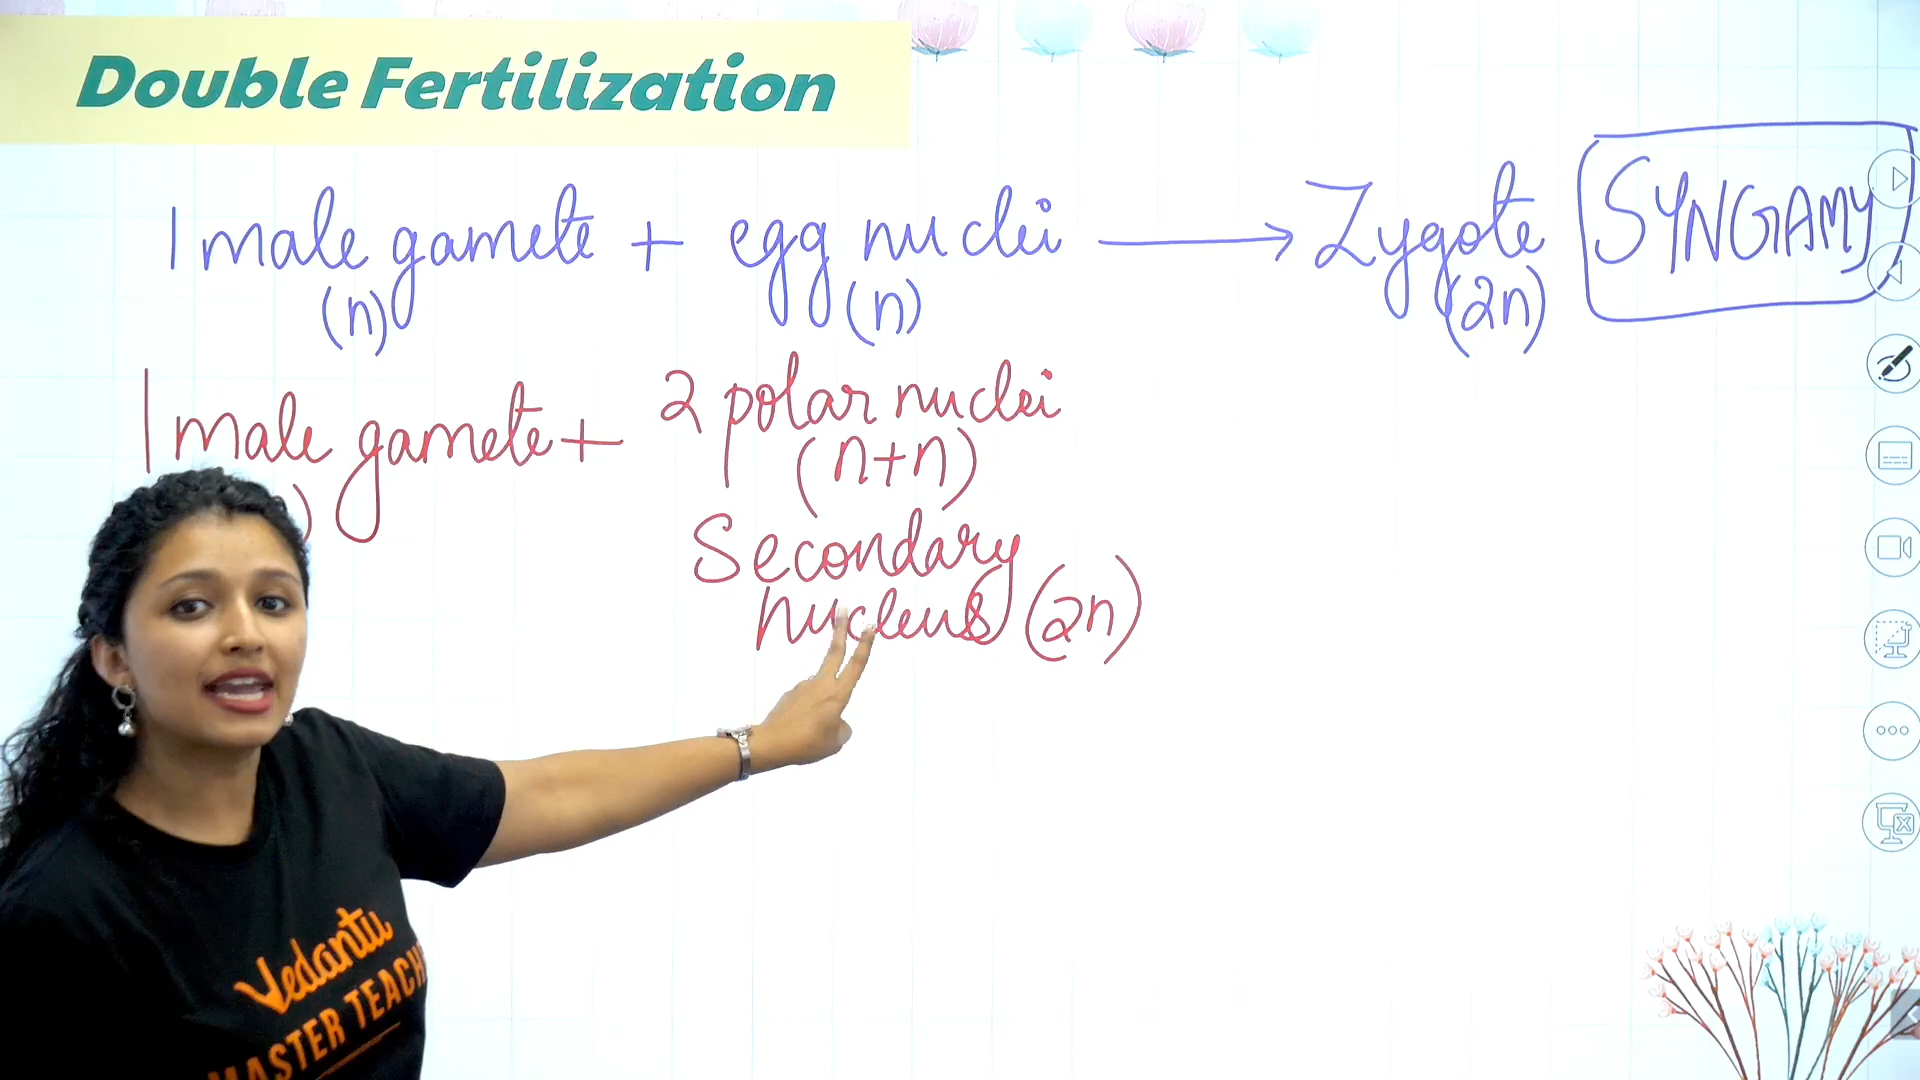 Double Fertilization
1 male gamete + egg nuclei → Zygote SYNGAMY
(n) (n) (2n)
1 male gamete + 2 polar nuclei
) (n+n)
Secondary
nucleus (2n)
Vedantu
MASTER TEACH